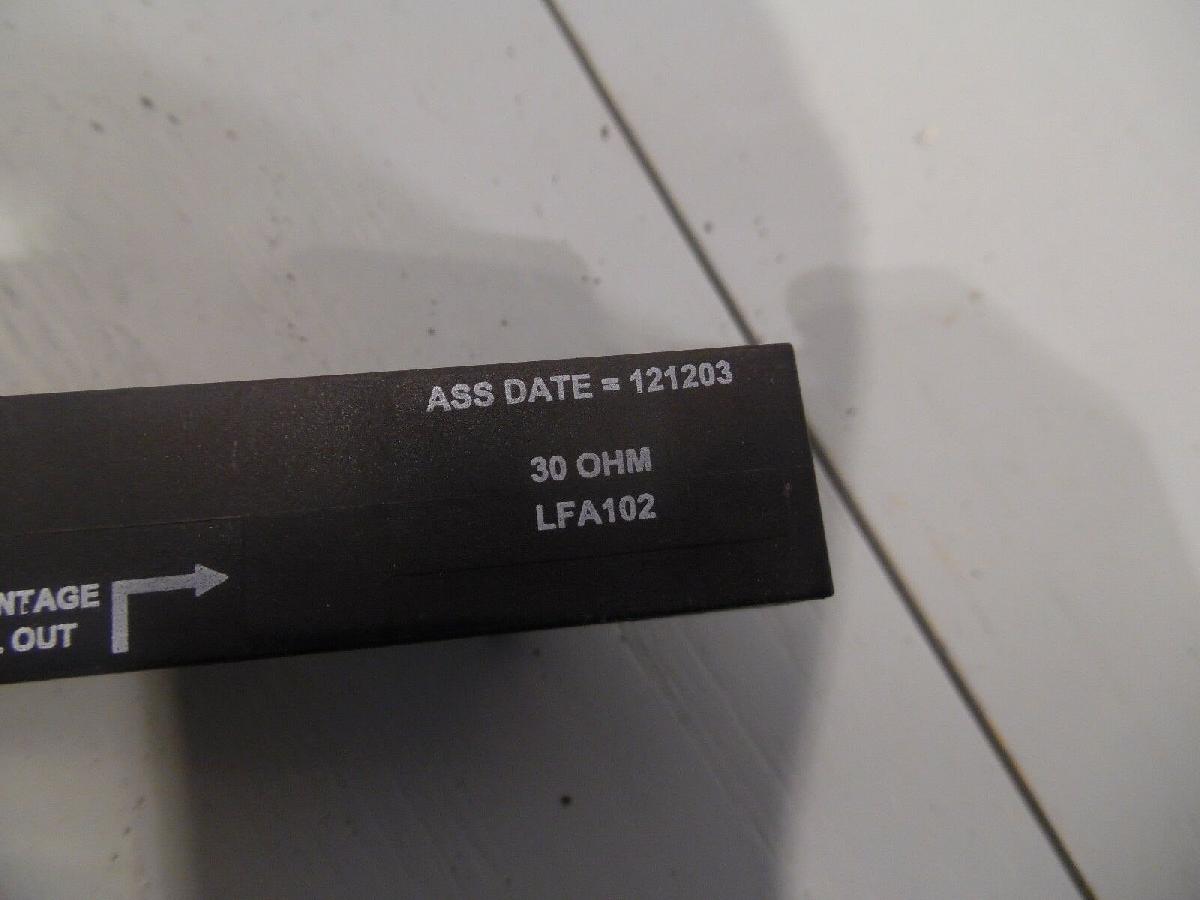 ASS DATE = 121203
30 OHM
LFA102
NTAGE
OUT